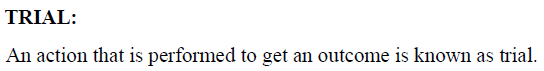 TRIAL:
An action that is performed to get an outcome is known as trial.